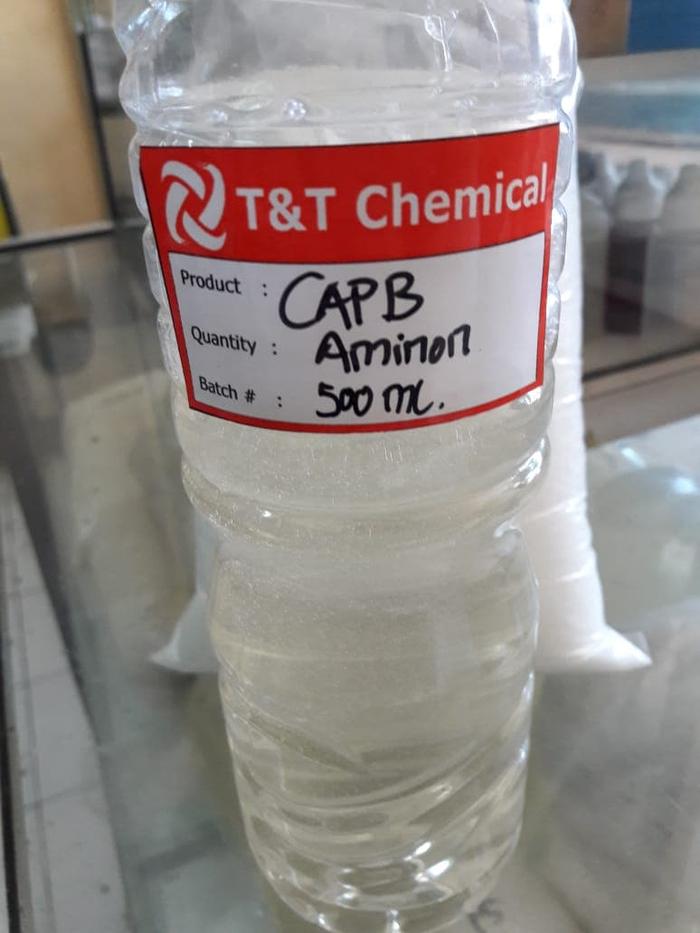 T&T Chemical
Product : CAPB
Quantity : Aminon
Batch # : 500 ml.